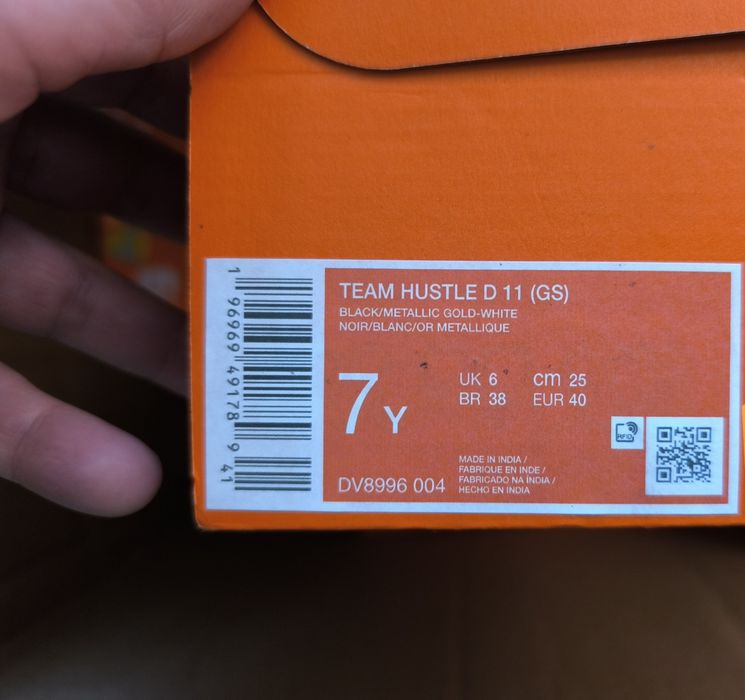 TEAM HUSTLE D 11 (GS)
BLACK/METALLIC GOLD-WHITE
NOIR/BLANC/OR METALLIQUE
7 Y
UK 6 cm 25
BR 38 EUR 40
RFID
MADE IN INDIA /
FABRIQUE EN INDE /
FABRICADO NA ÍNDIA /
HECHO EN INDIA
DV8996 004
1 96969 49178 9 41